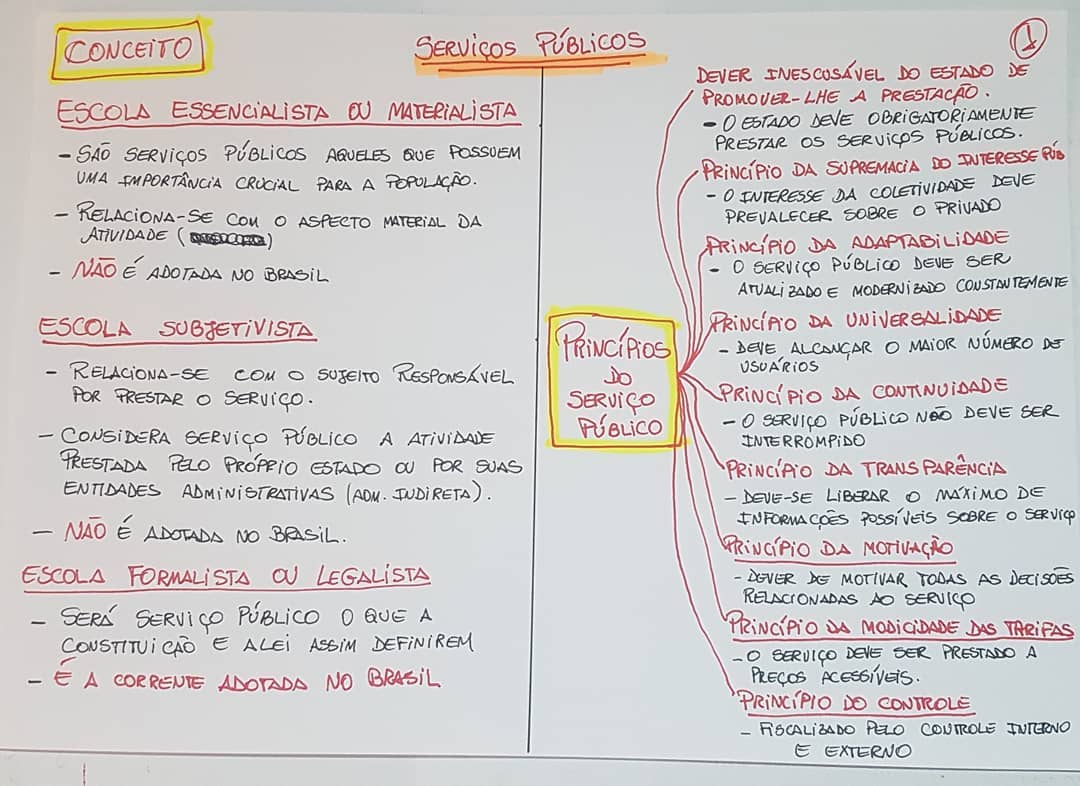 SERVIÇOS PÚBLICOS
1
CONCEITO
ESCOLA ESSENCIALISTA OU MATERIALISTA
- SÃO SERVIÇOS PÚBLICOS AQUELES QUE POSSUEM
UMA IMPORTÂNCIA CRUCIAL PARA A POPULAÇÃO.
- RELACIONA-SE COM O ASPECTO MATERIAL DA
ATIVIDADE ( )
- NÃO É ADOTADA NO BRASIL
ESCOLA SUBJETIVISTA
- RELACIONA-SE COM O SUJEITO RESPONSÁVEL
POR PRESTAR O SERVIÇO.
- CONSIDERA SERVIÇO PÚBLICO A ATIVIDADE
PRESTADA PELO PRÓPRIO ESTADO OU POR SUAS
ENTIDADES ADMINISTRATIVAS (ADM. INDIRETA).
- NÃO É ADOTADA NO BRASIL.
ESCOLA FORMALISTA OU LEGALISTA
- SERÁ SERVIÇO PÚBLICO O QUE A
CONSTITUIÇÃO E A LEI ASSIM DEFINIREM
- É A CORRENTE ADOTADA NO BRASIL
PRINCÍPIOS
DO
SERVIÇO
PÚBLICO
DEVER INESCUSÁVEL DO ESTADO DE
PROMOVER-LHE A PRESTAÇÃO.
- O ESTADO DEVE OBRIGATORIAMENTE
PRESTAR OS SERVIÇOS PÚBLICOS.
PRINCÍPIO DA SUPREMACIA DO INTERESSE PÚB
- O INTERESSE DA COLETIVIDADE DEVE
PREVALECER SOBRE O PRIVADO
PRINCÍPIO DA ADAPTABILIDADE
- O SERVIÇO PÚBLICO DEVE SER
ATUALIZADO E MODERNIZADO CONSTANTEMENTE
PRINCÍPIO DA UNIVERSALIDADE
- DEVE ALCANÇAR O MAIOR NÚMERO DE
USUÁRIOS
PRINCÍPIO DA CONTINUIDADE
- O SERVIÇO PÚBLICO NÃO DEVE SER
INTERROMPIDO
PRINCÍPIO DA TRANSPARÊNCIA
- DEVE-SE LIBERAR O MÁXIMO DE
INFORMAÇÕES POSSÍVEIS SOBRE O SERVIÇO
PRINCÍPIO DA MOTIVAÇÃO
- DEVER DE MOTIVAR TODAS AS DECISÕES
RELACIONADAS AO SERVIÇO
PRINCÍPIO DA MODICIDADE DAS TARIFAS
- O SERVIÇO DEVE SER PRESTADO A
PREÇOS ACESSÍVEIS.
PRINCÍPIO DO CONTROLE
- FISCALIZADO PELO CONTROLE INTERNO
E EXTERNO